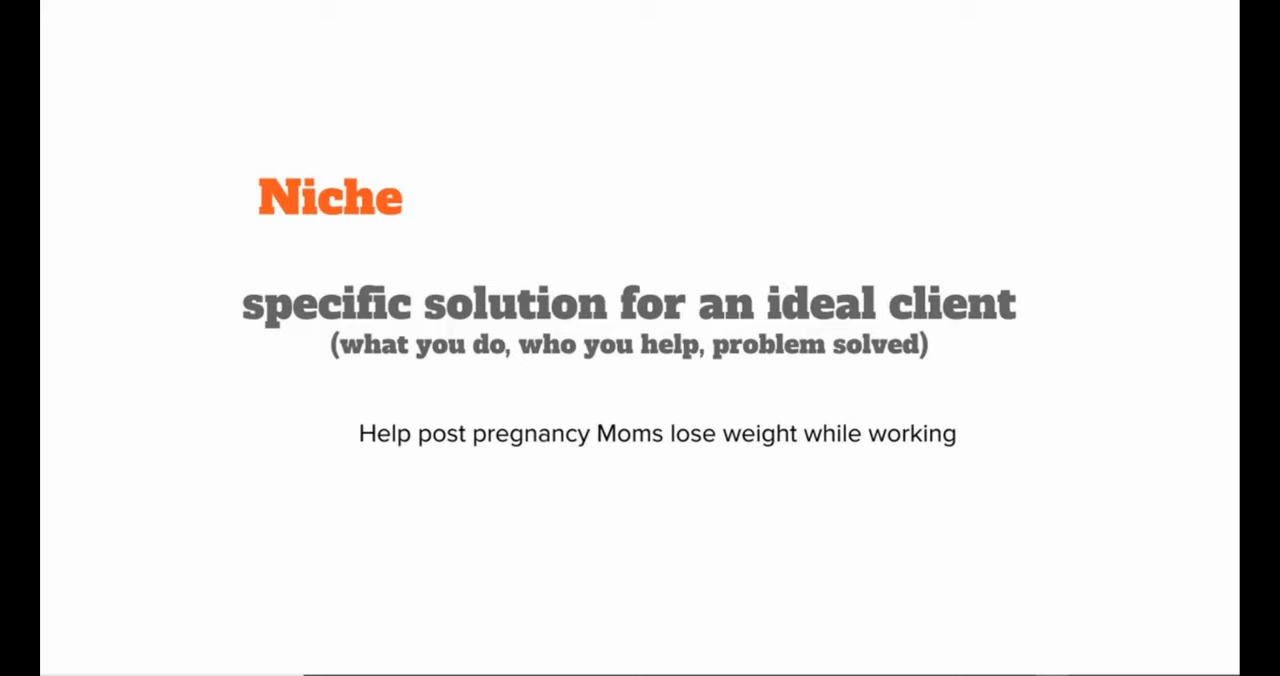 Niche
specific solution for an ideal client
(what you do, who you help, problem solved)
Help post pregnancy Moms lose weight while working